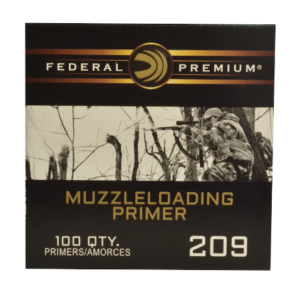 FEDERAL PREMIUM®
MUZZLELOADING
PRIMER
100 QTY.
PRIMERS/AMORCES
209